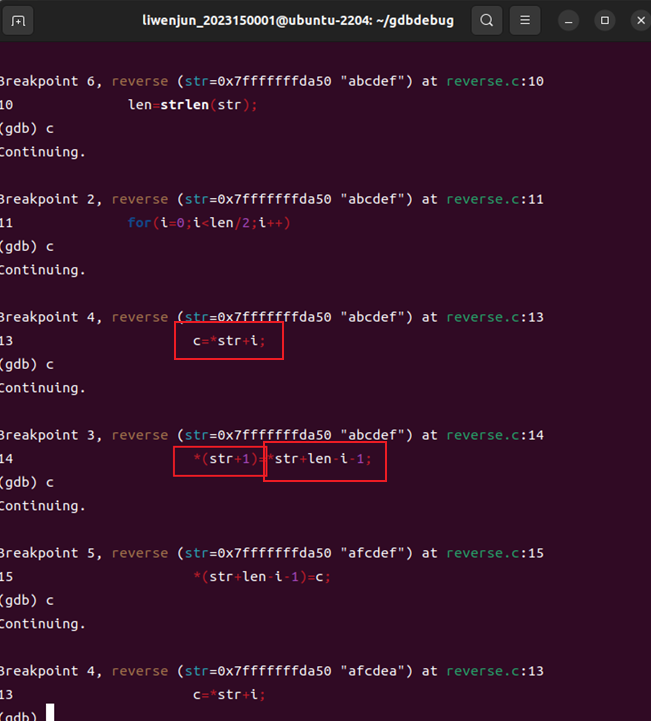 liwenjun_2023150001@ubuntu-2204: ~/gdbdebug
Breakpoint 6, reverse (str=0x7fffffffda50 "abcdef") at reverse.c:10
10 len=strlen(str);
(gdb) c
Continuing.
Breakpoint 2, reverse (str=0x7fffffffda50 "abcdef") at reverse.c:11
11 for(i=0;i<len/2;i++)
(gdb) c
Continuing.
Breakpoint 4, reverse (str=0x7fffffffda50 "abcdef") at reverse.c:13
13 c=*str+i;
(gdb) c
Continuing.
Breakpoint 3, reverse (str=0x7fffffffda50 "abcdef") at reverse.c:14
14 *(str+1)=*str+len-i-1;
(gdb) c
Continuing.
Breakpoint 5, reverse (str=0x7fffffffda50 "afcdef") at reverse.c:15
15 *(str+len-i-1)=c;
(gdb) c
Continuing.
Breakpoint 4, reverse (str=0x7fffffffda50 "afcdea") at reverse.c:13
13 c=*str+i;
(gdb)